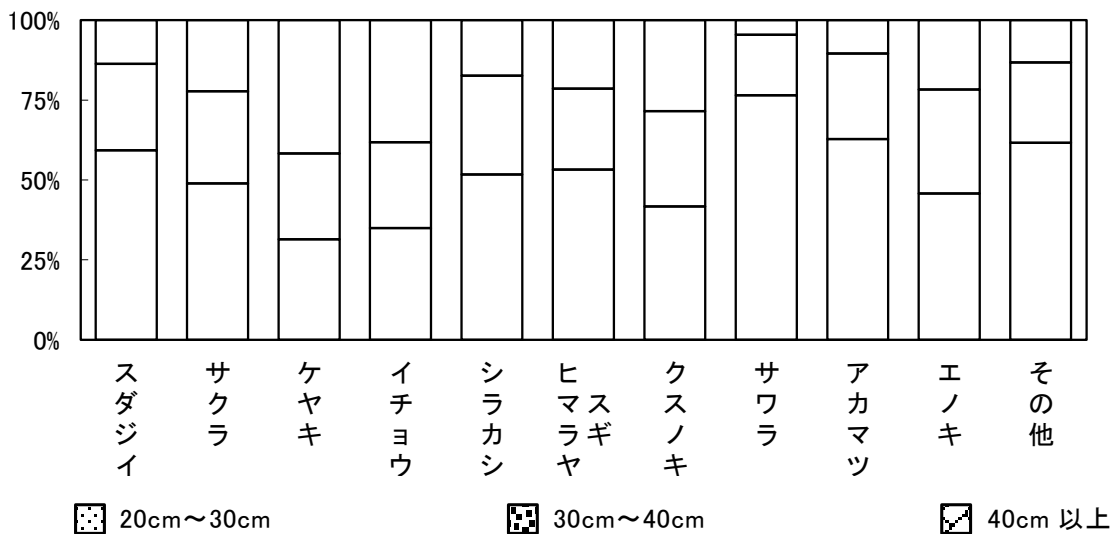 100%
75%
50%
25%
0%
スダジイ
サクラ
ケヤキ
イチョウ
シラカシ
ヒマラヤスギ
クスノキ
サワラ
アカマツ
エノキ
その他
20cm～30cm
30cm～40cm
40cm 以上